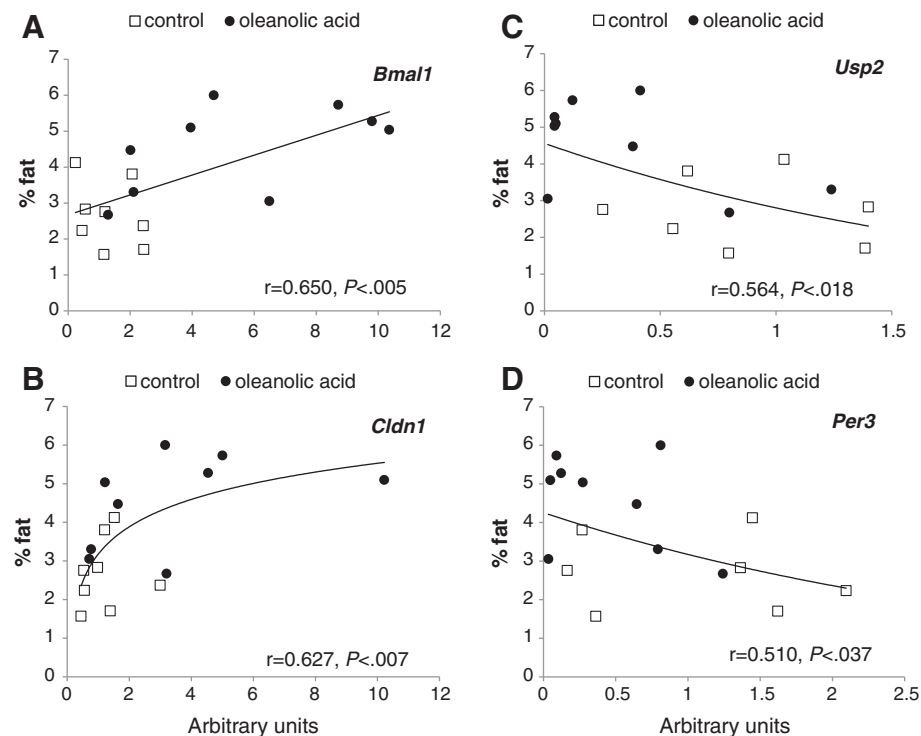 A
□ control ● oleanolic acid
Bmal1
7
6
5
4
3
2
1
0
% fat
r=0.650, P<.005
0 2 4 6 8 10 12
C
□ control ● oleanolic acid
Usp2
7
6
5
4
3
2
1
0
% fat
r=0.564, P<.018
0 0.5 1 1.5
B
□ control ● oleanolic acid
Cldn1
7
6
5
4
3
2
1
0
% fat
r=0.627, P<.007
0 2 4 6 8 10 12
Arbitrary units
D
□ control ● oleanolic acid
Per3
7
6
5
4
3
2
1
0
% fat
r=0.510, P<.037
0 0.5 1 1.5 2 2.5
Arbitrary units